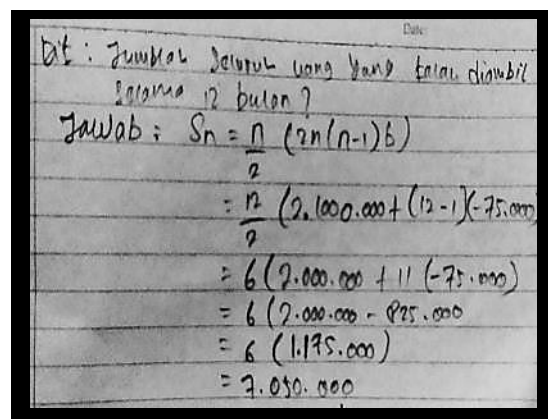 Date:
Dit : Jumlah seluruh uang yang telah diambil
selama 12 bulan ?
Jawab : Sn = n/2 (2n(n-1)b)
= 12/2 (2.1000.000 + (12-1)(-75.000)
= 6 (2.000.000 + 11 (-75.000)
= 6 (2.000.000 - 825.000
= 6 (1.175.000)
= 7.050.000